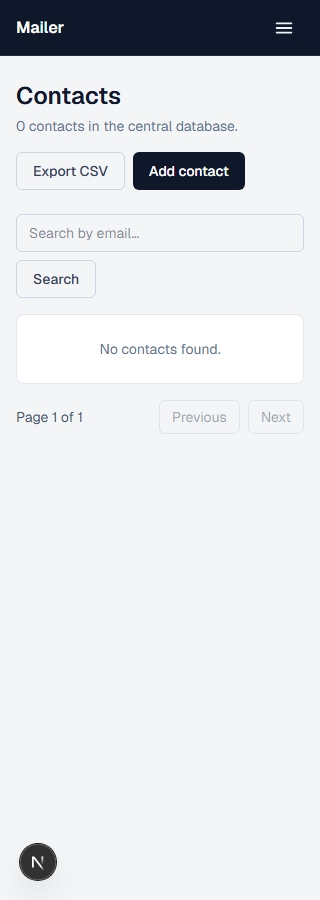 Mailer
Contacts
0 contacts in the central database.
Export CSV
Add contact
Search by email...
Search
No contacts found.
Page 1 of 1
Previous
Next
N